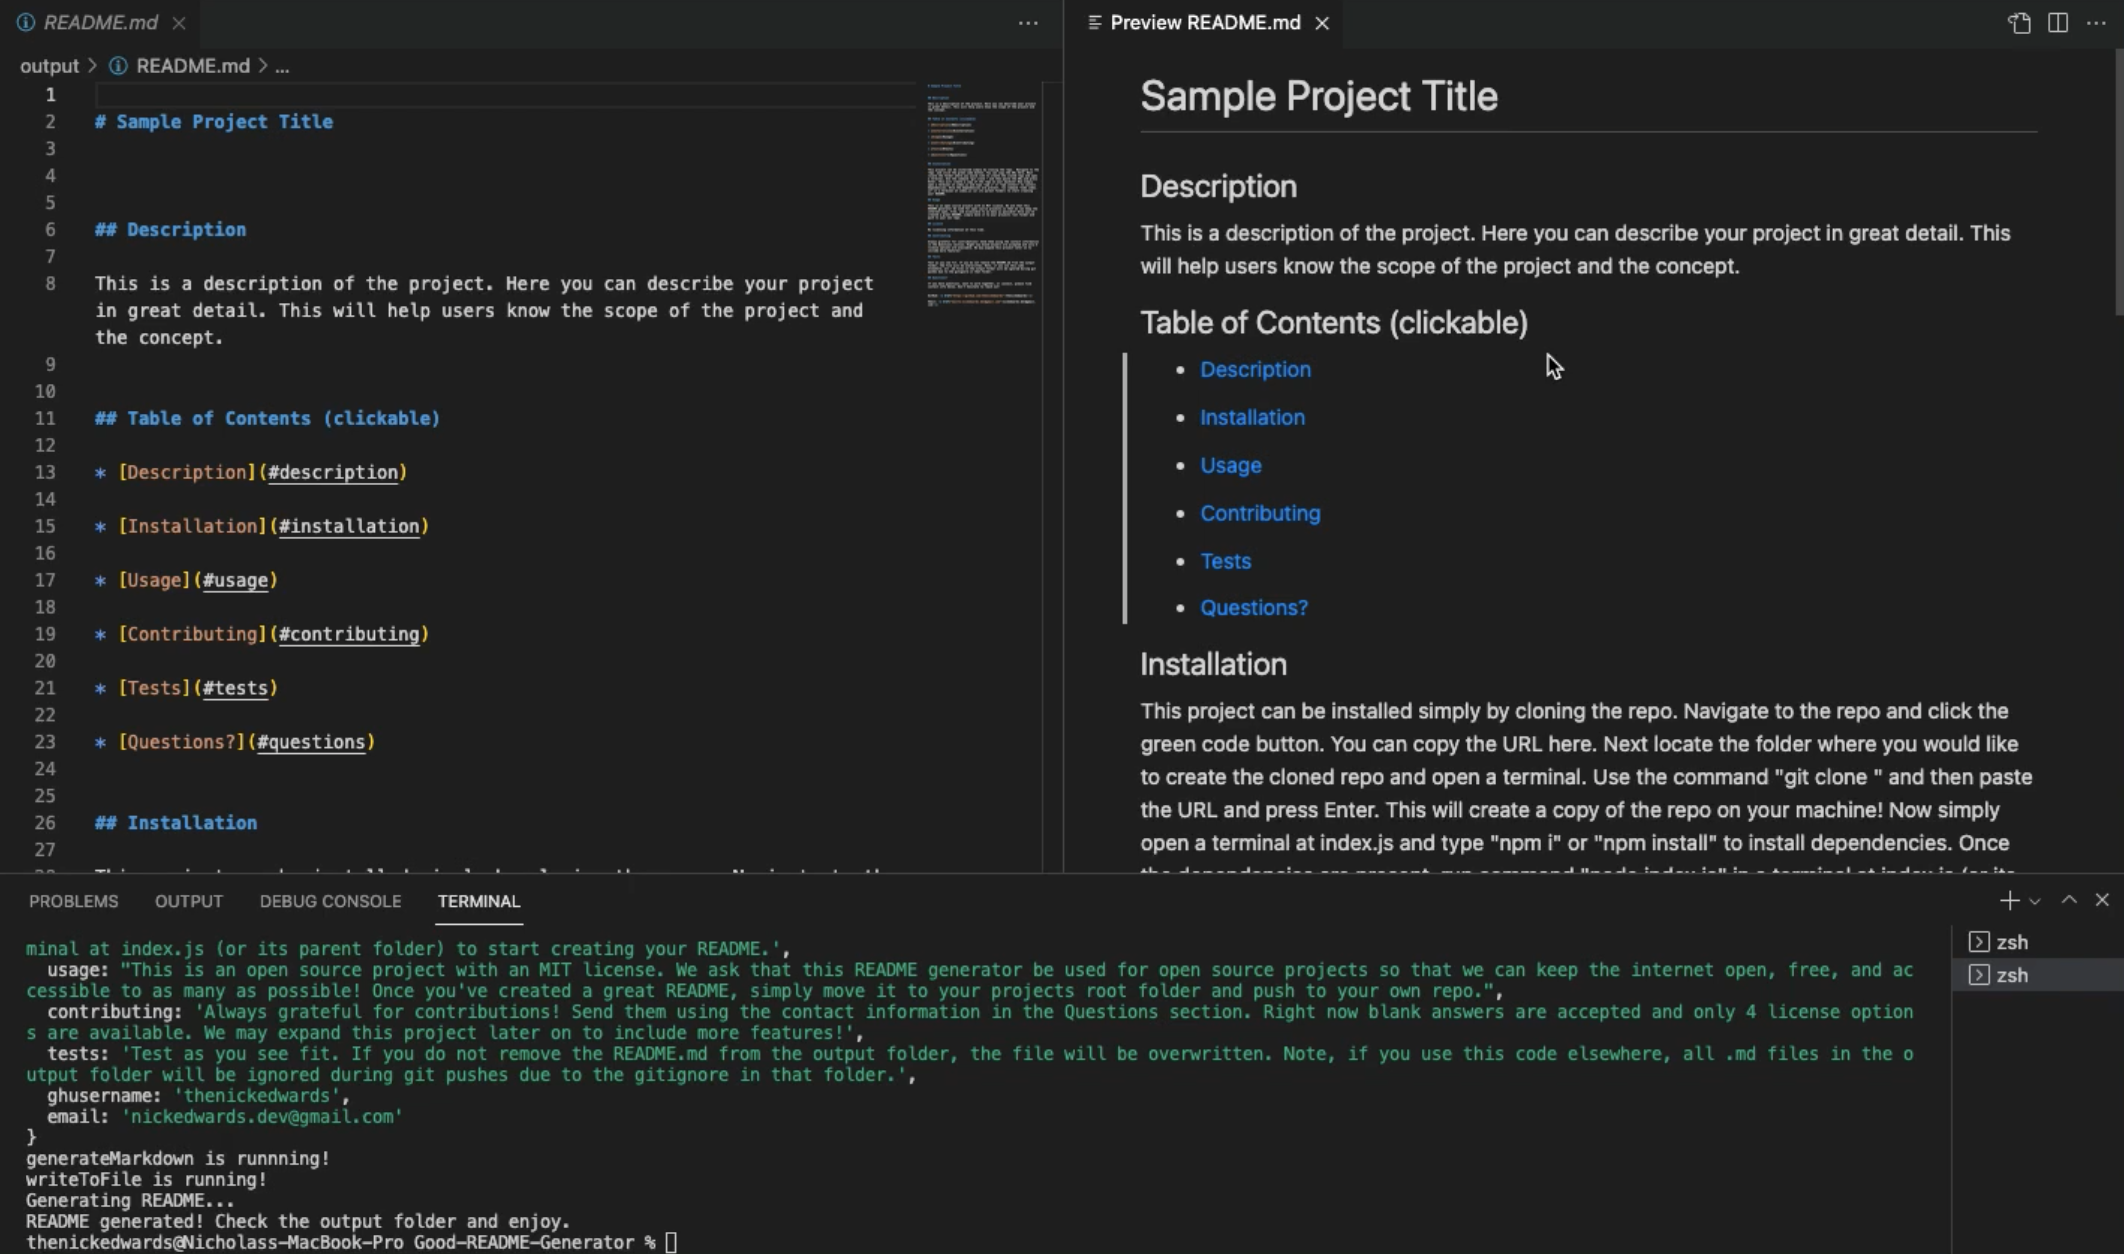 README.md
output > README.md > ...
1
2 # Sample Project Title
3
4
5
6 ## Description
7
8 This is a description of the project. Here you can describe your project
in great detail. This will help users know the scope of the project and
the concept.
9
10
11 ## Table of Contents (clickable)
12
13 * [Description](#description)
14
15 * [Installation](#installation)
16
17 * [Usage](#usage)
18
19 * [Contributing](#contributing)
20
21 * [Tests](#tests)
22
23 * [Questions?](#questions)
24
25
26 ## Installation
27
Preview README.md
Sample Project Title
Description
This is a description of the project. Here you can describe your project in great detail. This
will help users know the scope of the project and the concept.
Table of Contents (clickable)
• Description
• Installation
• Usage
• Contributing
• Tests
• Questions?
Installation
This project can be installed simply by cloning the repo. Navigate to the repo and click the
green code button. You can copy the URL here. Next locate the folder where you would like
to create the cloned repo and open a terminal. Use the command "git clone " and then paste
the URL and press Enter. This will create a copy of the repo on your machine! Now simply
open a terminal at index.js and type "npm i" or "npm install" to install dependencies. Once
PROBLEMS OUTPUT DEBUG CONSOLE TERMINAL
minal at index.js (or its parent folder) to start creating your README.',
usage: "This is an open source project with an MIT license. We ask that this README generator be used for open source projects so that we can keep the internet open, free, and ac
cessible to as many as possible! Once you've created a great README, simply move it to your projects root folder and push to your own repo.",
contributing: 'Always grateful for contributions! Send them using the contact information in the Questions section. Right now blank answers are accepted and only 4 license option
s are available. We may expand this project later on to include more features!',
tests: 'Test as you see fit. If you do not remove the README.md from the output folder, the file will be overwritten. Note, if you use this code elsewhere, all .md files in the o
utput folder will be ignored during git pushes due to the gitignore in that folder.',
ghusername: 'thenickedwards',
email: 'nickedwards.dev@gmail.com'
}
generateMarkdown is runnning!
writeToFile is running!
Generating README...
README generated! Check the output folder and enjoy.
thenickedwards@Nicholass-MacBook-Pro Good-README-Generator %
zsh
zsh